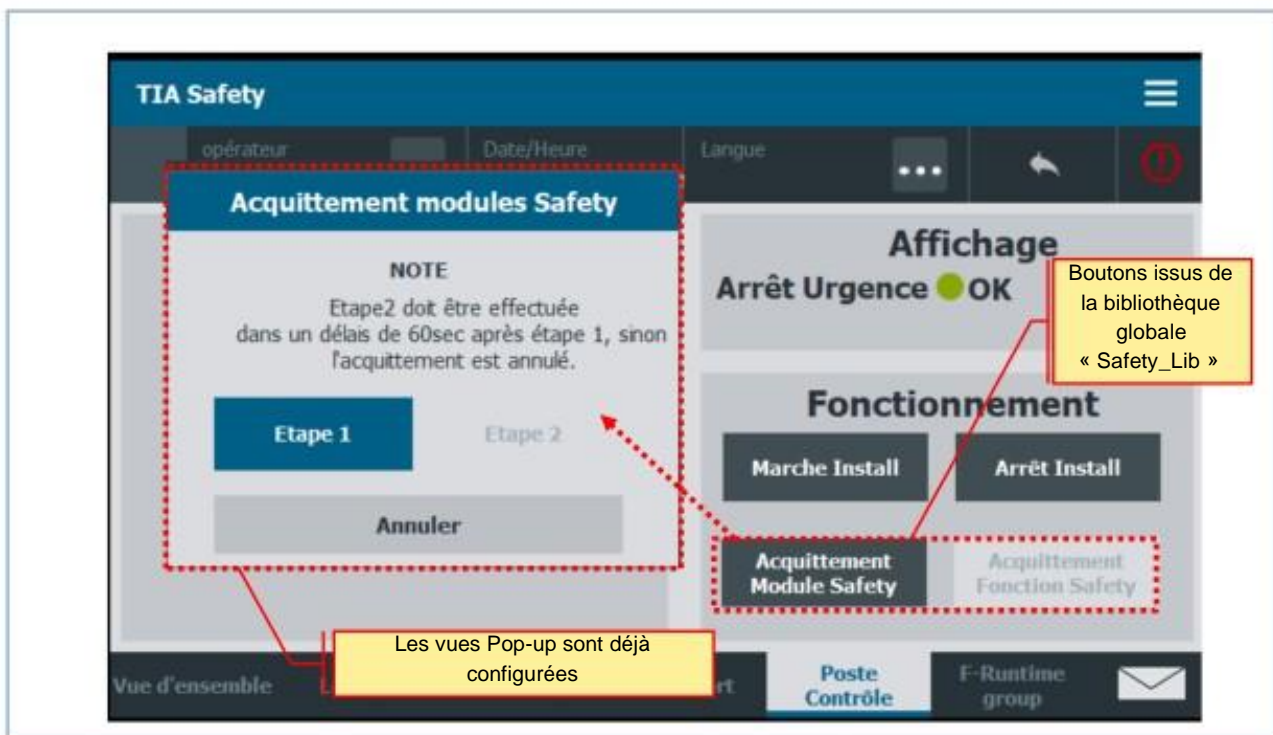 TIA Safety
opérateur
Date/Heure
Langue
...
Acquittement modules Safety
NOTE
Etape2 doit être effectuée
dans un délais de 60sec après étape 1, sinon
l'acquittement est annulé.
Etape 1
Etape 2
Annuler
Affichage
Arrêt Urgence OK
Boutons issus de
la bibliothèque
globale
« Safety_Lib »
Fonctionnement
Marche Install
Arrêt Install
Acquittement
Module Safety
Acquittement
Fonction Safety
Les vues Pop-up sont déjà
configurées
Vue d'ensemble
Poste
Contrôle
F-Runtime
group